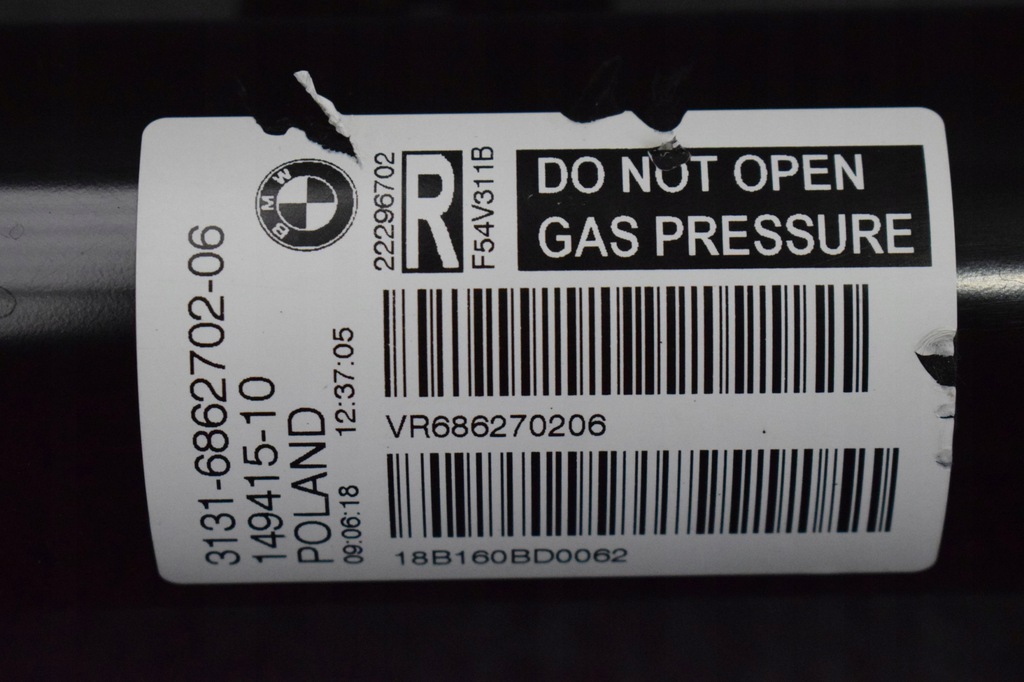 3131-6862702-06
149415-10
POLAND
09:06:18 12:37:05
BMW
22296702
R
F54V311B
DO NOT OPEN
GAS PRESSURE
VR686270206
18B160BD0062